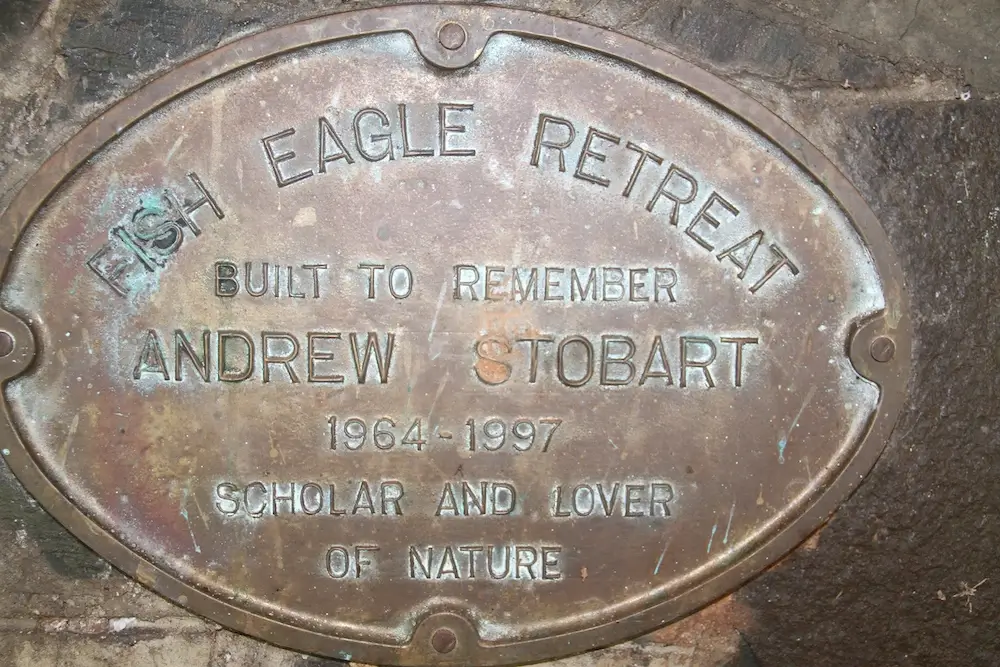 FISH EAGLE RETREAT
BUILT TO REMEMBER
ANDREW STOBART
1964-1997
SCHOLAR AND LOVER
OF NATURE